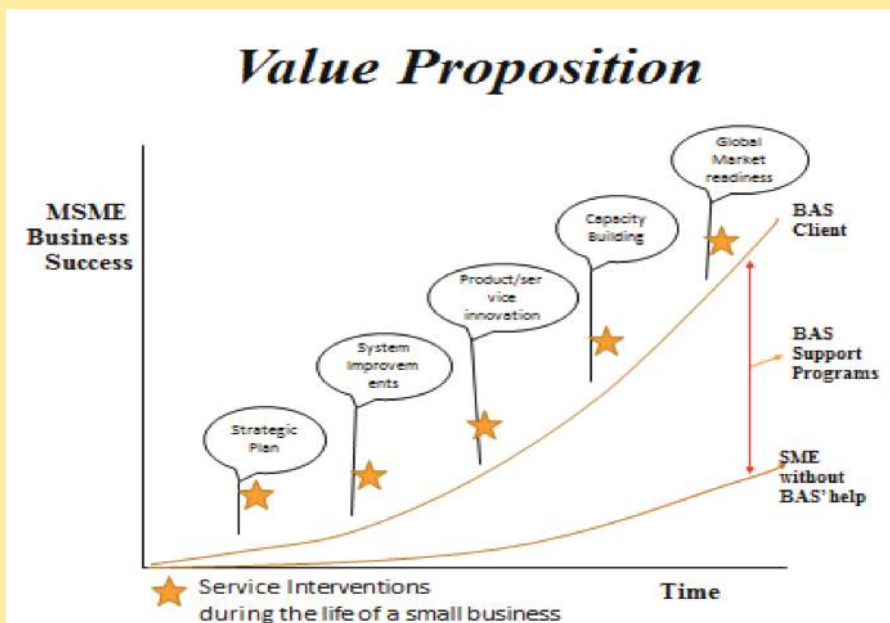 Value Proposition
MSME
Business
Success
Strategic
Plan
System
Improvem
ents
Product/ser
vice
innovation
Capacity
Building
Global
Market
readiness
BAS
Client
BAS
Support
Programs
SME
without
BAS' help
Service Interventions
during the life of a small business
Time